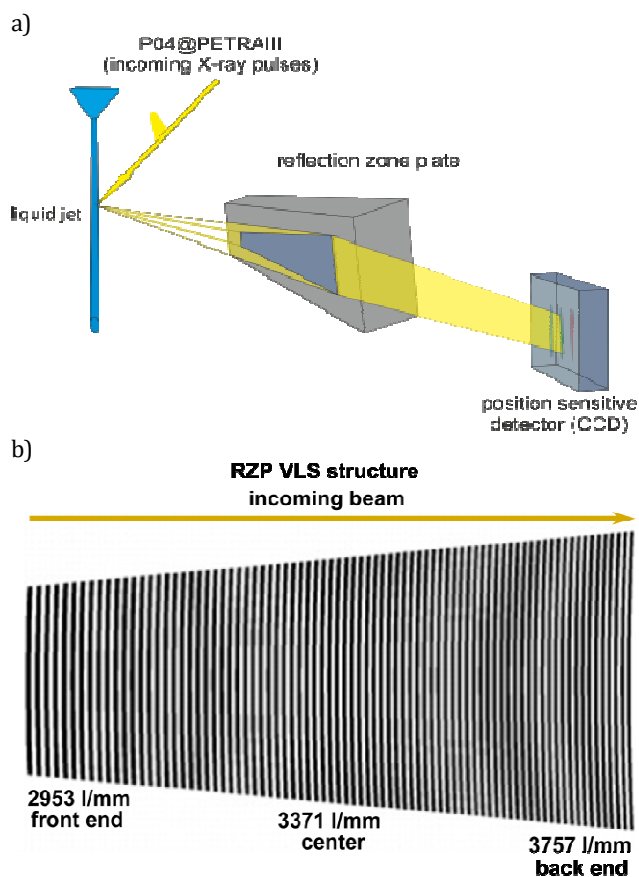 a)
P04@PETRAIII
(incoming X-ray pulses)
reflection zone plate
liquid jet
position sensitive
detector (CCD)
b)
RZP VLS structure
incoming beam
2953 l/mm
front end
3371 l/mm
center
3757 l/mm
back end